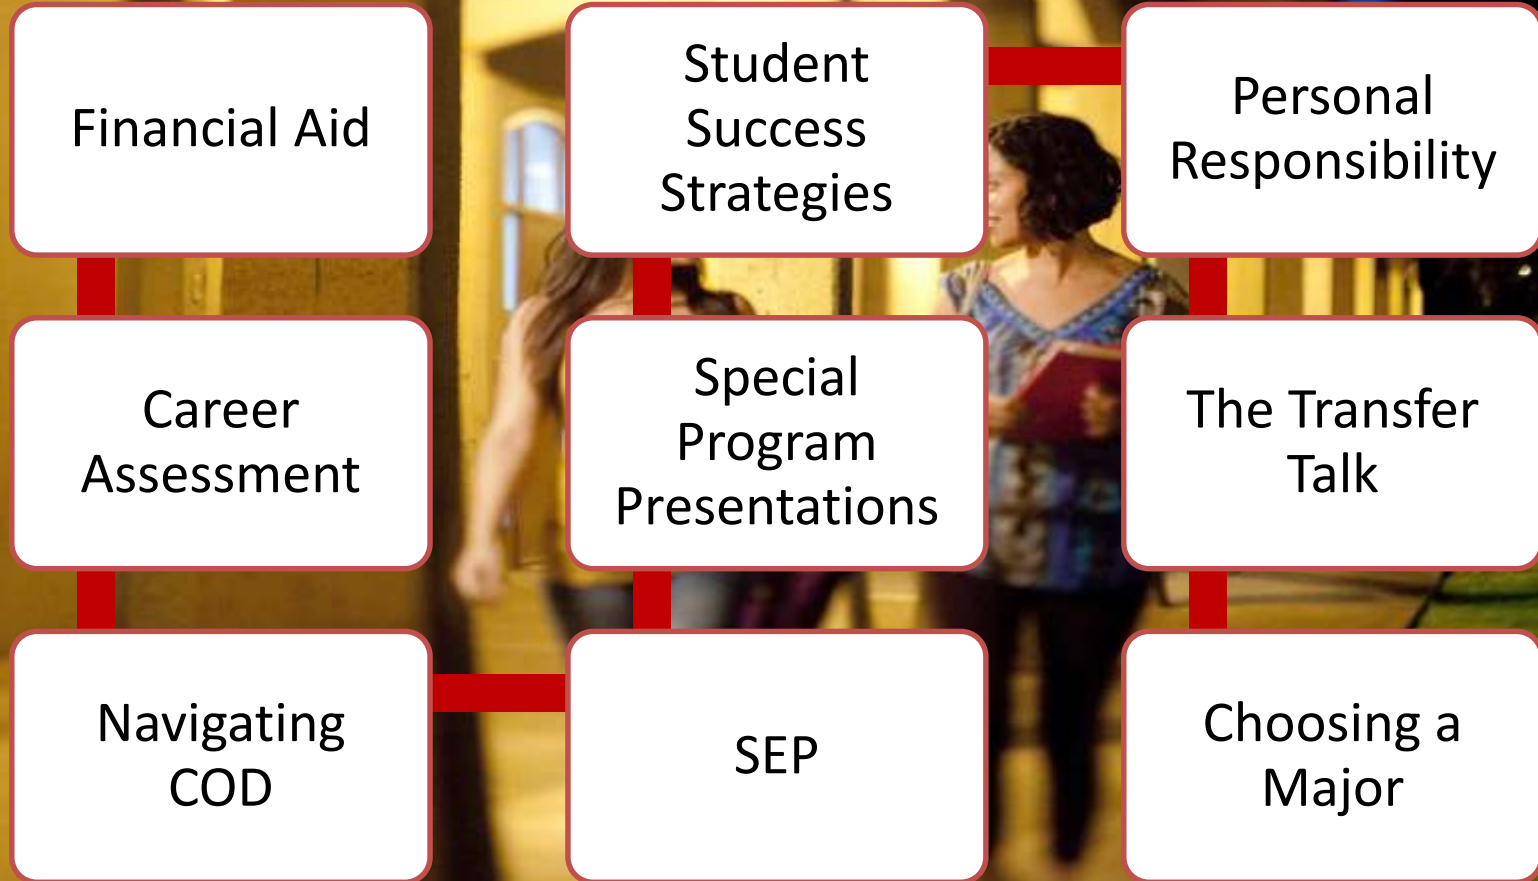 Financial Aid
Career
Assessment
Navigating
COD
SEP
Special
Program
Presentations
Student
Success
Strategies
Personal
Responsibility
The Transfer
Talk
Choosing a
Major